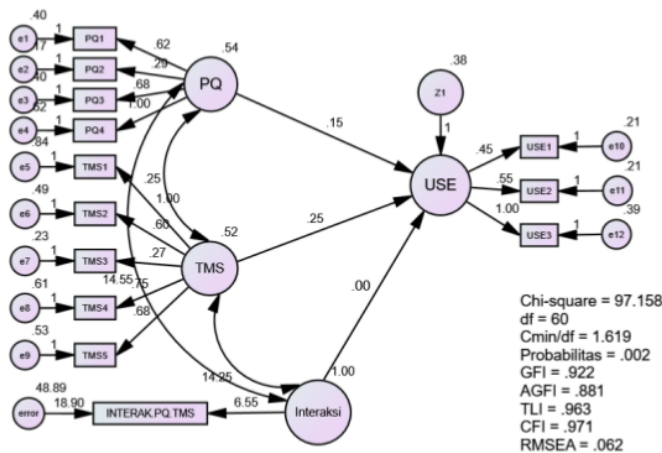 .40
e1 1 PQ1 .62 .54
.17
e2 1 PQ2 .29 PQ
.40
e3 1 PQ3 .68
.62
e4 1 PQ4 1.00
.84
e5 1 TMS1 .25
.49 1.00
e6 1 TMS2 .60
.23 .52
e7 1 TMS3 .27 TMS
.61 14.55 .75
e8 1 TMS4 .68
.53
e9 1 TMS5
14.25
48.89
error 18.90 INTERAK.PQ.TMS 6.55 Interaksi 1.00
.15
.25
.00
.38
Z1
1
USE
.21
.45 USE1 1 e10
.21
.55 USE2 1 e11
.39
1.00 USE3 1 e12
Chi-square = 97.158
df = 60
Cmin/df = 1.619
Probabilitas = .002
GFI = .922
AGFI = .881
TLI = .963
CFI = .971
RMSEA = .062